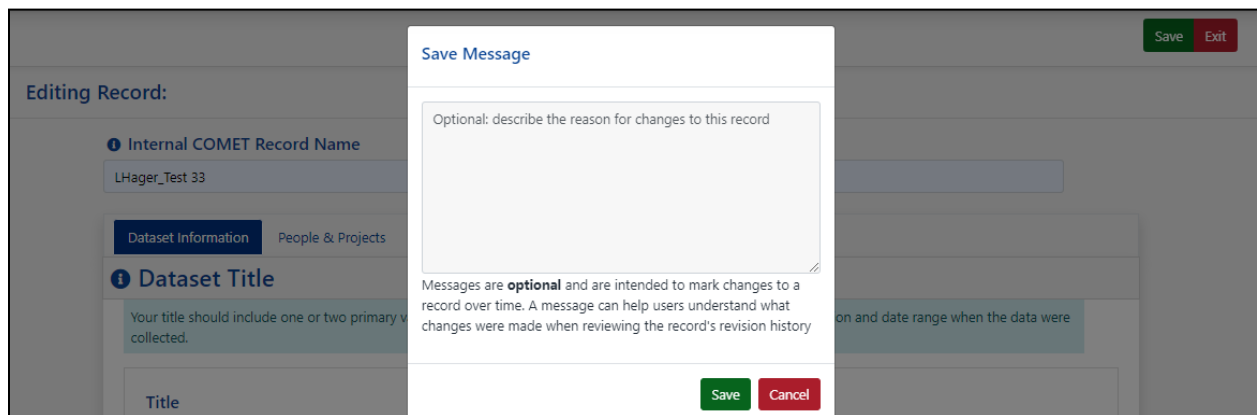 Save Exit
Save Message
Editing Record:
Optional: describe the reason for changes to this record
Internal COMET Record Name
LHager_Test 33
Dataset Information People & Projects
Dataset Title
Messages are optional and are intended to mark changes to a
record over time. A message can help users understand what
changes were made when reviewing the record's revision history
Your title should include one or two primary
and date range when the data were
collected.
Save Cancel
Title